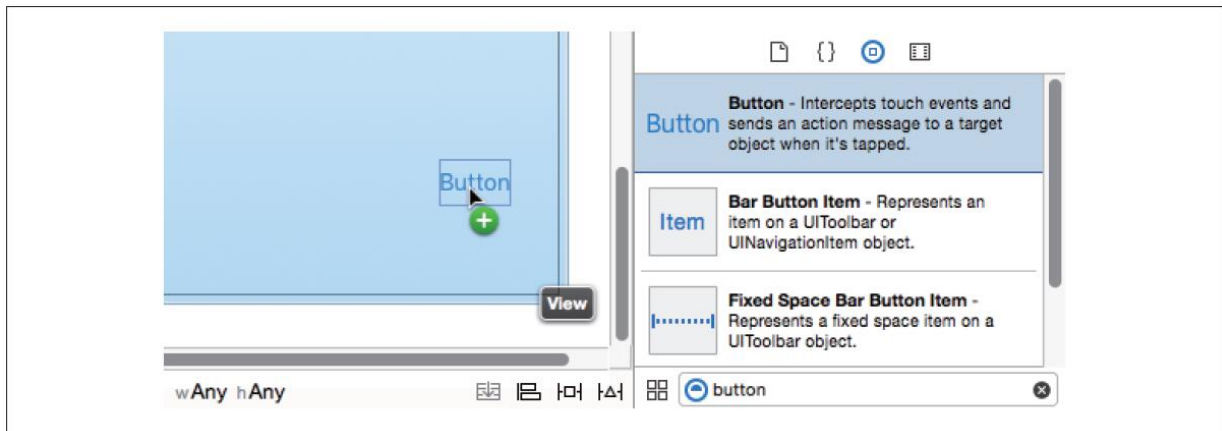 Button
View
wAny hAny
{}
Button
Button - Intercepts touch events and
sends an action message to a target
object when it's tapped.
Item
Bar Button Item - Represents an
item on a UIToolbar or
UINavigationItem object.
Fixed Space Bar Button Item -
Represents a fixed space item on a
UIToolbar object.
button